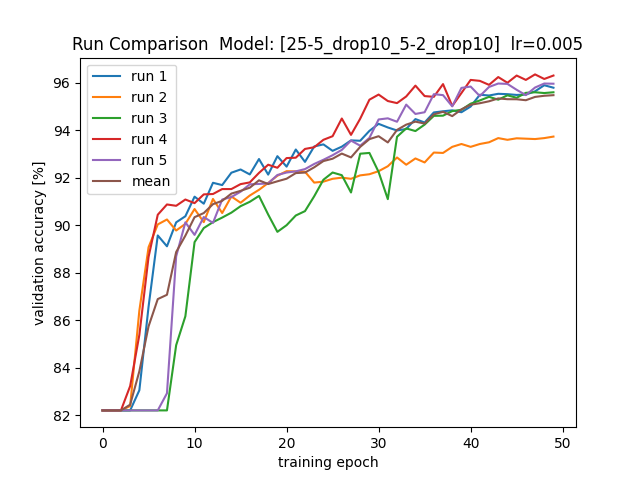 Run Comparison  Model: [25-5_drop10_5-2_drop10]  lr=0.005
run 1
run 2
run 3
run 4
run 5
mean
validation accuracy [%]
96
94
92
90
88
86
84
82
0 10 20 30 40 50
training epoch